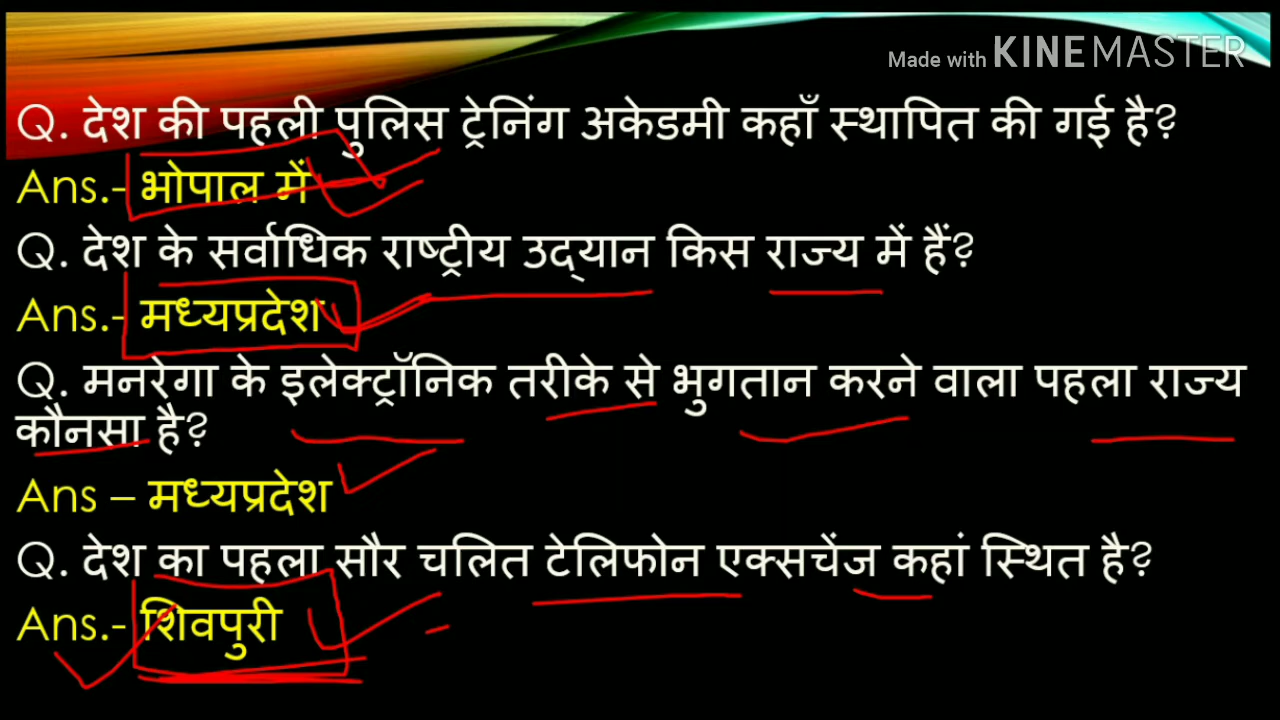 Made with KINEMASTER
Q. देश की पहली पुलिस ट्रेनिंग अकेडमी कहाँ स्थापित की गई है?
Ans.- भोपाल में
Q. देश के सर्वाधिक राष्ट्रीय उद्‌यान किस राज्य में हैं?
Ans.- मध्यप्रदेश
Q. मनरेगा के इलेक्ट्रॉनिक तरीके से भुगतान करने वाला पहला राज्य
कौनसा है?
Ans – मध्यप्रदेश
Q. देश का पहला सौर चलित टेलिफोन एक्सचेंज कहां स्थित है?
Ans.- शिवपुरी